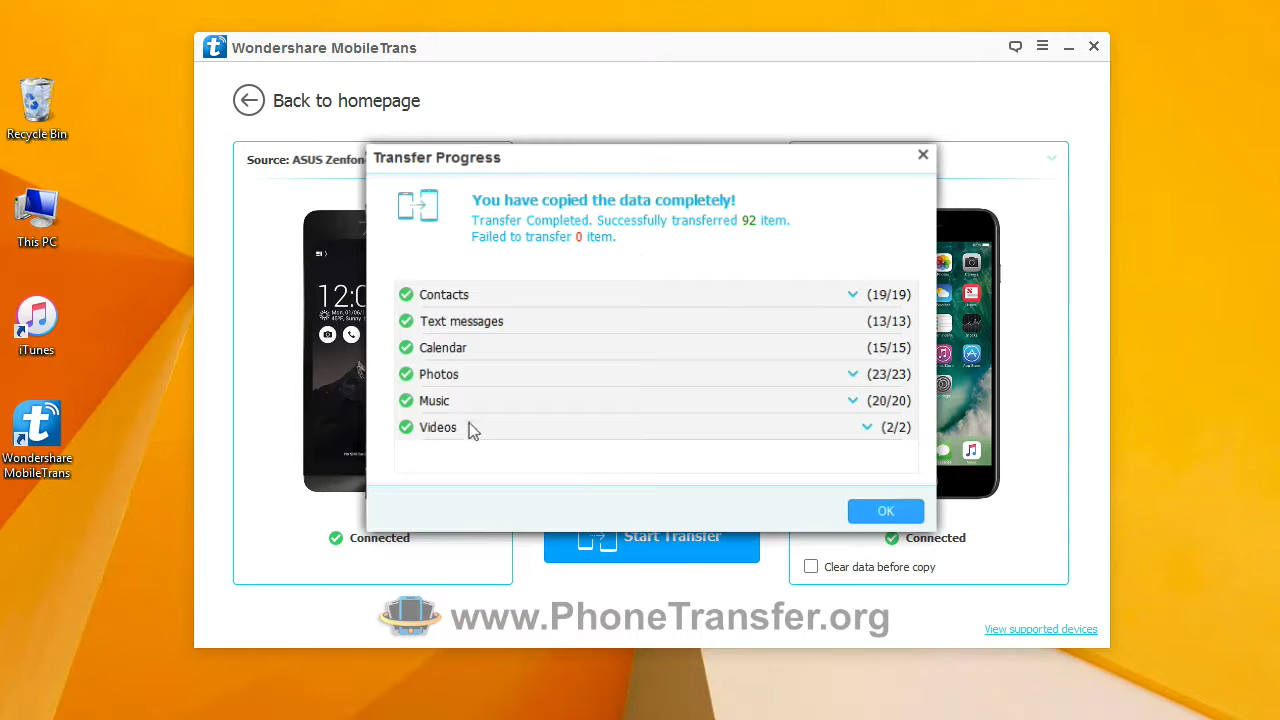 Wondershare MobileTrans
Back to homepage
Recycle Bin
This PC
iTunes
Wondershare
MobileTrans
Source: ASUS Zenfon
Transfer Progress
You have copied the data completely!
Transfer Completed. Successfully transferred 92 item.
Failed to transfer 0 item.
Contacts (19/19)
Text messages (13/13)
Calendar (15/15)
Photos (23/23)
Music (20/20)
Videos (2/2)
OK
Connected
Start Transfer
Connected
Clear data before copy
www.PhoneTransfer.org
View supported devices